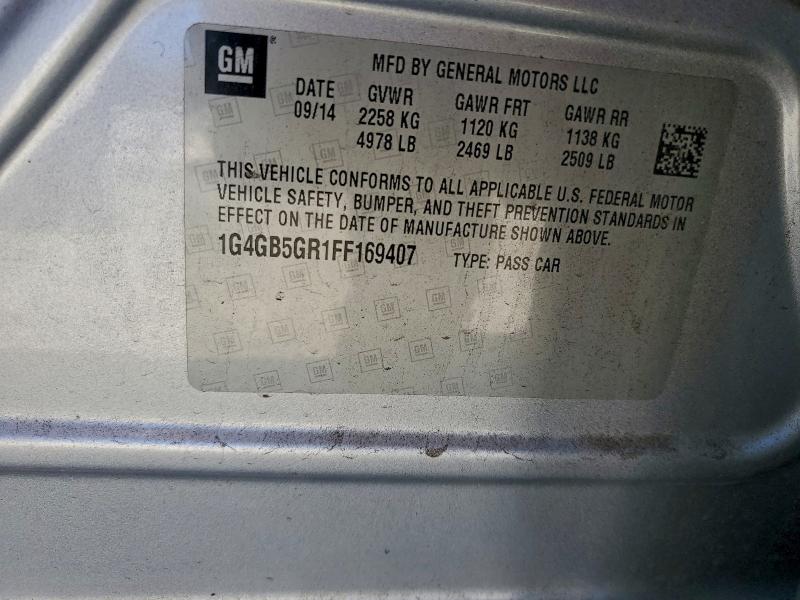 GM®
MFD BY GENERAL MOTORS LLC
DATE GVWR GAWR FRT GAWR RR
09/14 2258 KG 1120 KG 1138 KG
4978 LB 2469 LB 2509 LB
THIS VEHICLE CONFORMS TO ALL APPLICABLE U.S. FEDERAL MOTOR
VEHICLE SAFETY, BUMPER, AND THEFT PREVENTION STANDARDS IN
EFFECT ON THE DATE OF MANUFACTURE SHOWN ABOVE.
1G4GB5GR1FF169407 TYPE: PASS CAR